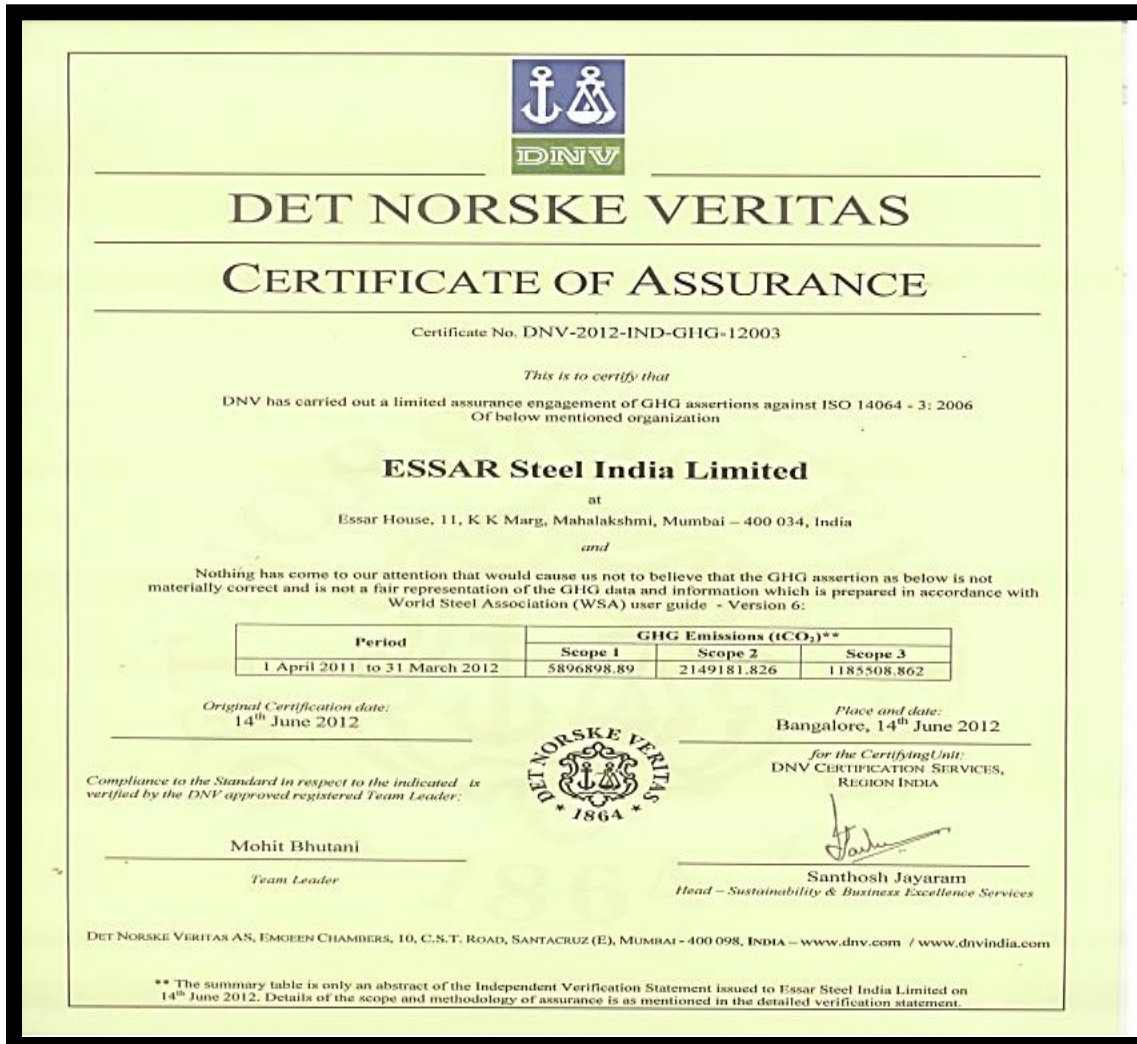 DNV
DET NORSKE VERITAS
CERTIFICATE OF ASSURANCE
Certificate No. DNV-2012-IND-GHG-12003
This is to certify that
DNV has carried out a limited assurance engagement of GHG assertions against ISO 14064 - 3: 2006
Of below mentioned organization
ESSAR Steel India Limited
at
Essar House, 11, K K Marg, Mahalakshmi, Mumbai – 400 034, India
and
Nothing has come to our attention that would cause us not to believe that the GHG assertion as below is not
materially correct and is not a fair representation of the GHG data and information which is prepared in accordance with
World Steel Association (WSA) user guide - Version 6:
Period GHG Emissions (tCO₂)**
Scope 1 Scope 2 Scope 3
1 April 2011 to 31 March 2012 5896898.89 2149181.826 1185508.862
Original Certification date:
14th June 2012
Place and date:
Bangalore, 14th June 2012
for the CertifyingUnit:
DNV CERTIFICATION SERVICES,
REGION INDIA
Compliance to the Standard in respect to the indicated is
verified by the DNV approved registered Team Leader:
DET NORSKE VERITAS
* 1864 *
Mohit Bhutani
Team Leader
Santhosh Jayaram
Head – Sustainability & Business Excellence Services
1864
DET NORSKE VERITAS AS, EMGEEN CHAMBERS, 10, C.S.T. ROAD, SANTACRUZ (E), MUMBAI - 400 098, INDIA – www.dnv.com / www.dnvindia.com
** The summary table is only an abstract of the Independent Verification Statement issued to Essar Steel India Limited on
14th June 2012. Details of the scope and methodology of assurance is as mentioned in the detailed verification statement.